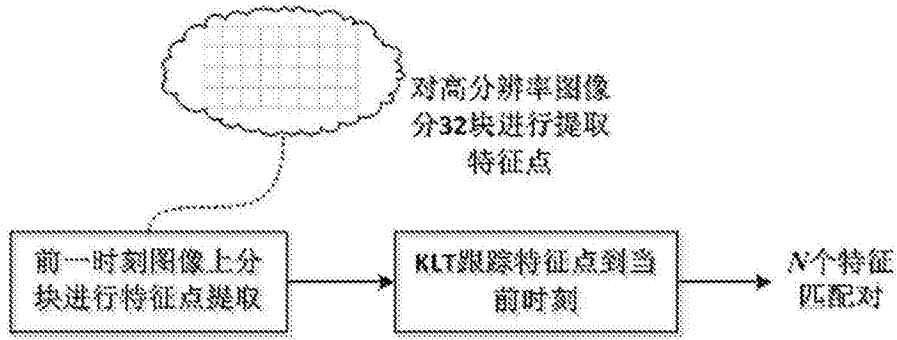 对高分辨率图像
分32块进行提取
特征点
前一时刻图像上分
块进行特征点提取
KLT跟踪特征点到当
前时刻
N个特征
匹配对